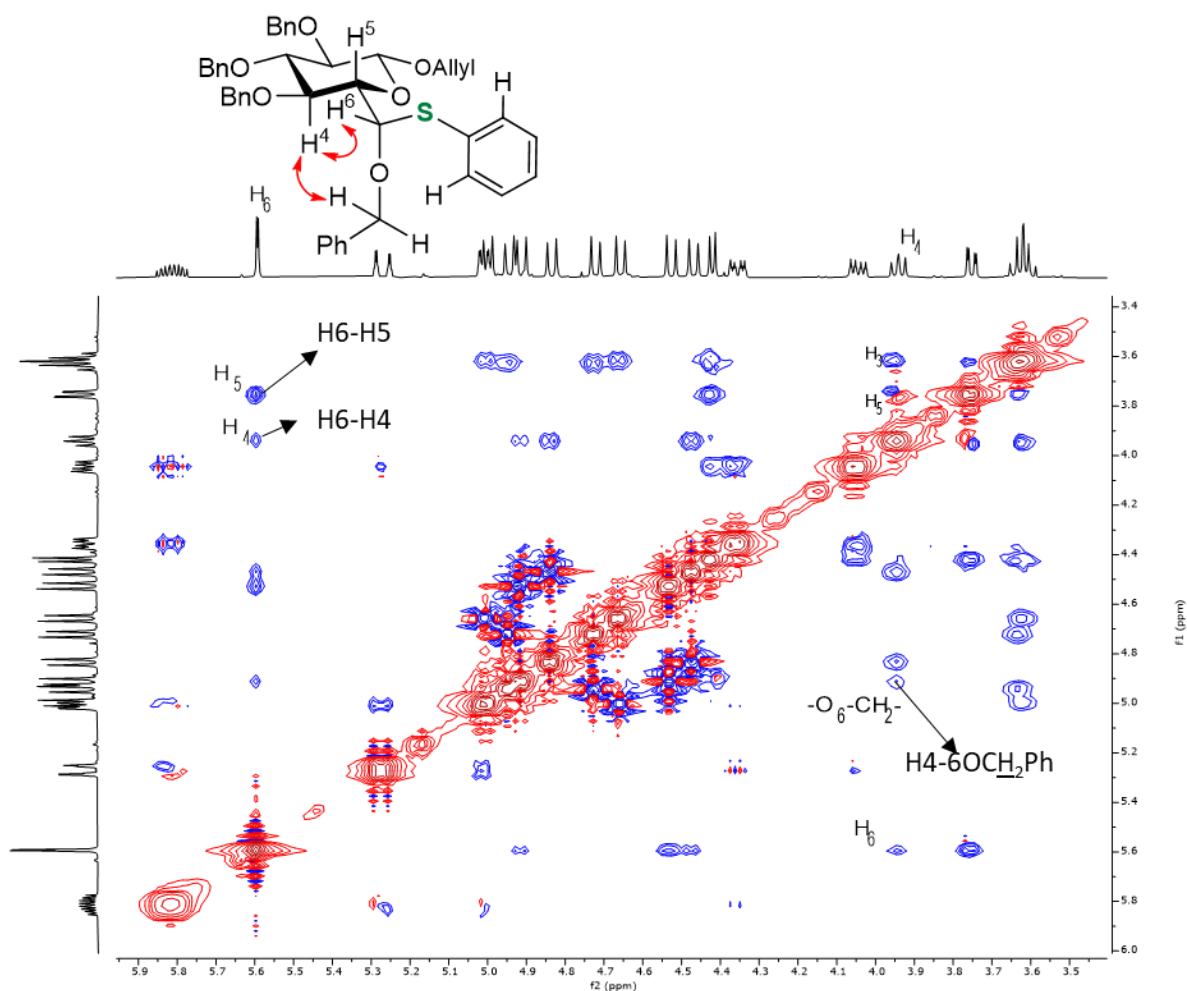 BnO
H⁵
BnO
OAllyl
BnO
O
H⁶
S
H
H⁴
O
H
H
Ph
H
H₆
H₄
H6-H5
H₅
H6-H4
H₄
H₃
H₅
-O₆-CH₂-
H4-6OCH₂Ph
H₆
3.4
3.6
3.8
4.0
4.2
4.4
4.6
4.8
5.0
5.2
5.4
5.6
5.8
6.0
f1 (ppm)
5.9 5.8 5.7 5.6 5.5 5.4 5.3 5.2 5.1 5.0 4.9 4.8 4.7 4.6 4.5 4.4 4.3 4.2 4.1 4.0 3.9 3.8 3.7 3.6 3.5
f2 (ppm)